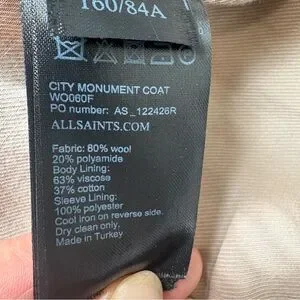 160/84A
CITY MONUMENT COAT
WO060F
PO number: AS_122426R
ALLSAINTS.COM
Fabric: 80% wool
20% polyamide
Body Lining:
63% viscose
37% cotton
Sleeve Lining:
100% polyester
Cool iron on reverse side.
Dry clean only.
Made in Turkey